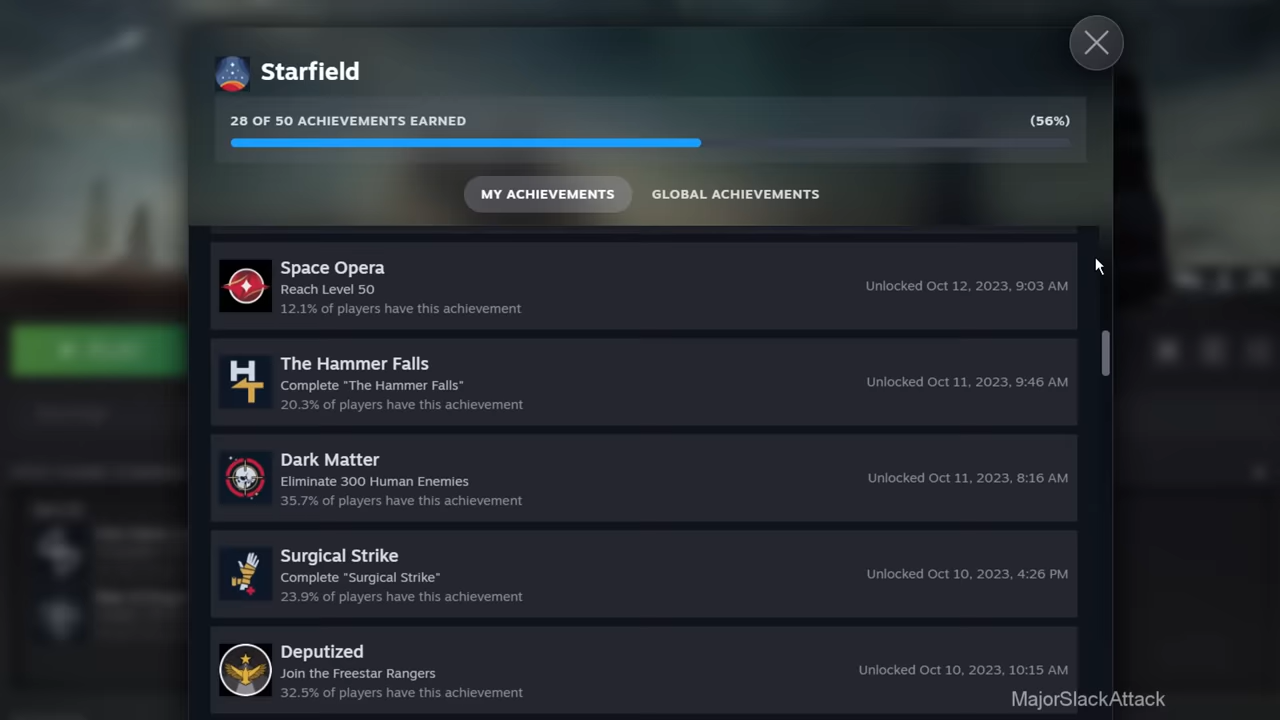 Starfield
28 OF 50 ACHIEVEMENTS EARNED (56%)
MY ACHIEVEMENTS GLOBAL ACHIEVEMENTS
Space Opera
Reach Level 50
12.1% of players have this achievement
Unlocked Oct 12, 2023, 9:03 AM
The Hammer Falls
Complete "The Hammer Falls"
20.3% of players have this achievement
Unlocked Oct 11, 2023, 9:46 AM
Dark Matter
Eliminate 300 Human Enemies
35.7% of players have this achievement
Unlocked Oct 11, 2023, 8:16 AM
Surgical Strike
Complete "Surgical Strike"
23.9% of players have this achievement
Unlocked Oct 10, 2023, 4:26 PM
Deputized
Join the Freestar Rangers
32.5% of players have this achievement
Unlocked Oct 10, 2023, 10:15 AM
MajorSlackAttack